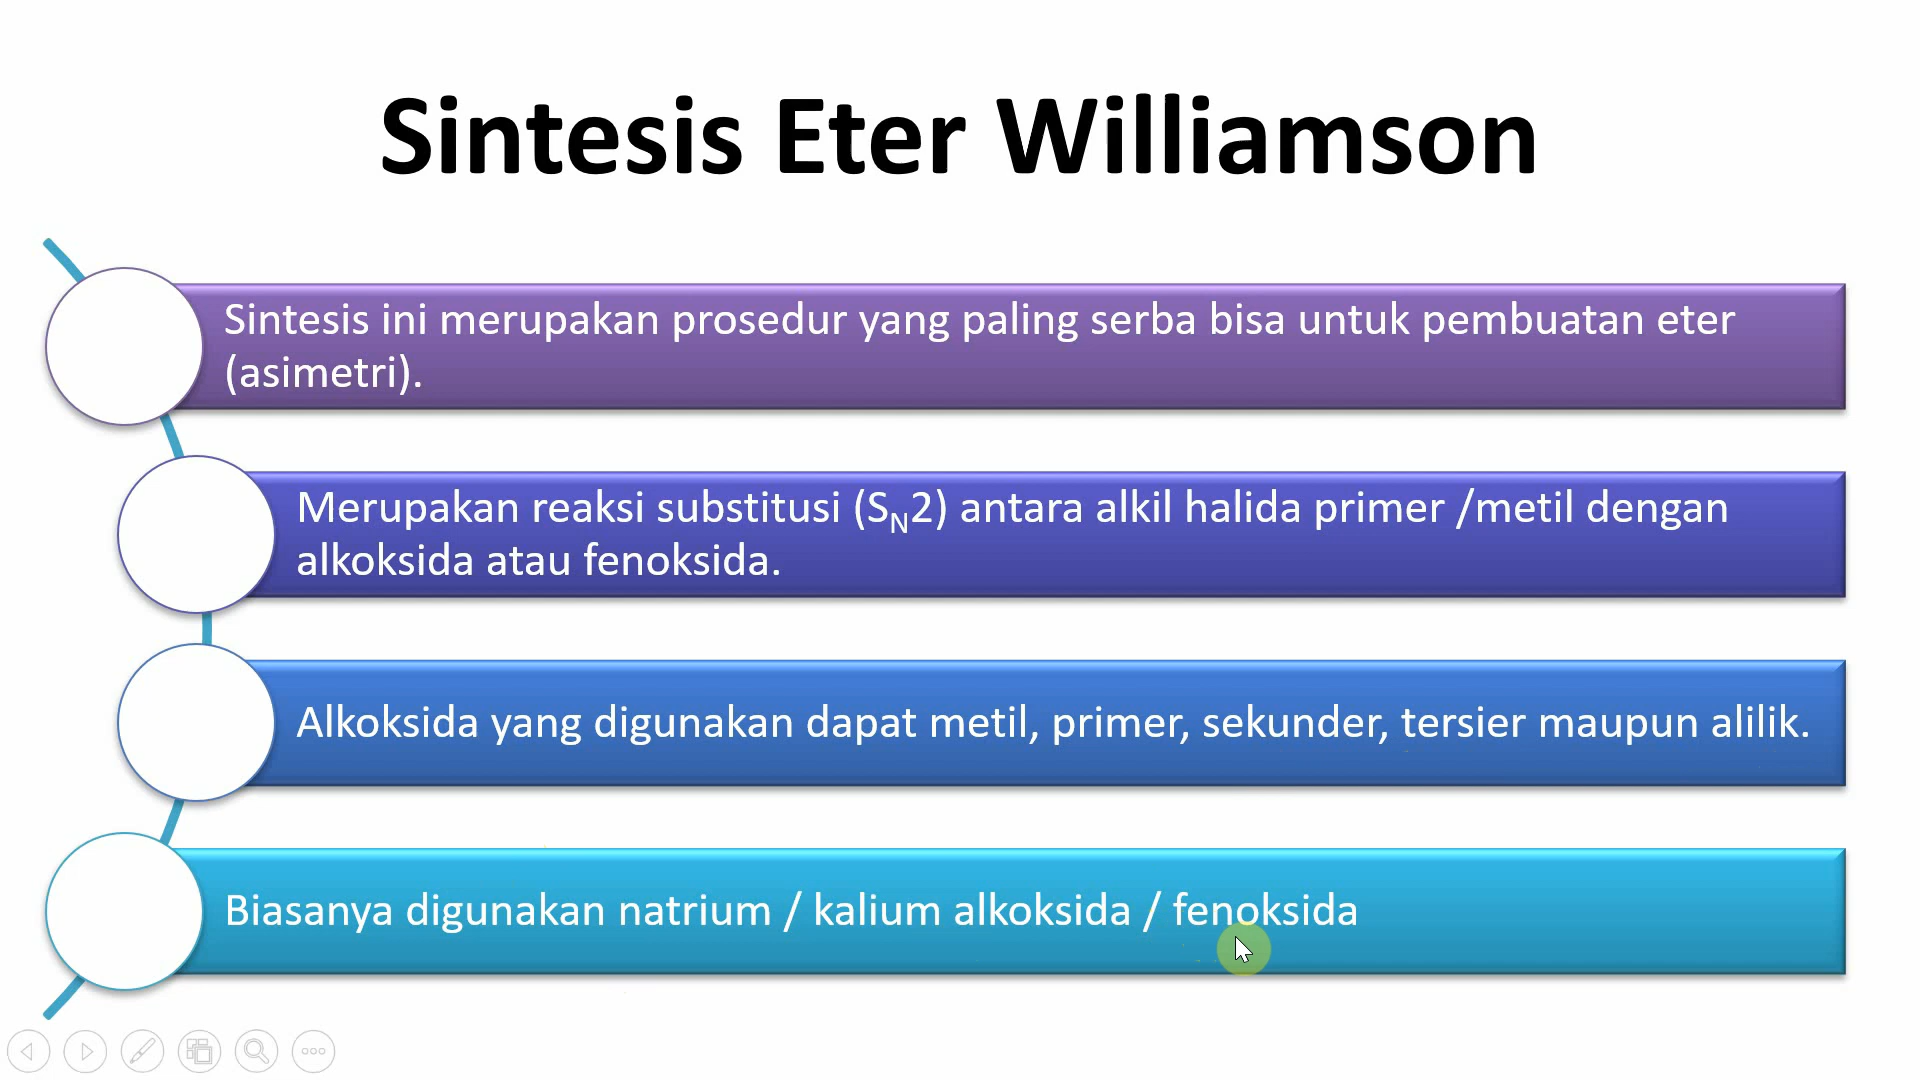 Sintesis Eter Williamson
Sintesis ini merupakan prosedur yang paling serba bisa untuk pembuatan eter
(asimetri).
Merupakan reaksi substitusi (SN2) antara alkil halida primer /metil dengan
alkoksida atau fenoksida.
Alkoksida yang digunakan dapat metil, primer, sekunder, tersier maupun alilik.
Biasanya digunakan natrium / kalium alkoksida / fenoksida